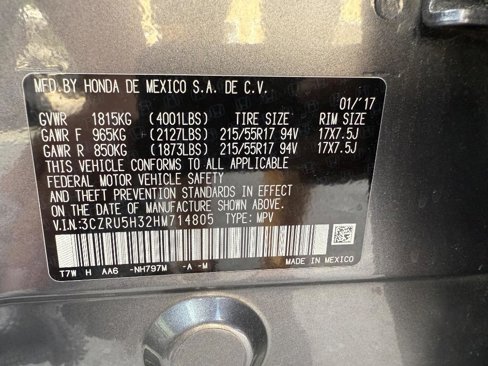 MFD.BY HONDA DE MEXICO S.A. DE C.V.
01/'17
GVWR 1815KG (4001LBS) TIRE SIZE RIM SIZE
GAWR F 965KG (2127LBS) 215/55R17 94V 17X7.5J
GAWR R 850KG (1873LBS) 215/55R17 94V 17X7.5J
THIS VEHICLE CONFORMS TO ALL APPLICABLE
FEDERAL MOTOR VEHICLE SAFETY
AND THEFT PREVENTION STANDARDS IN EFFECT
ON THE DATE OF MANUFACTURE SHOWN ABOVE.
V.I.N.:3CZRU5H32HM714805 TYPE: MPV
T7W H AA6 -NH797M -A -M MADE IN MEXICO